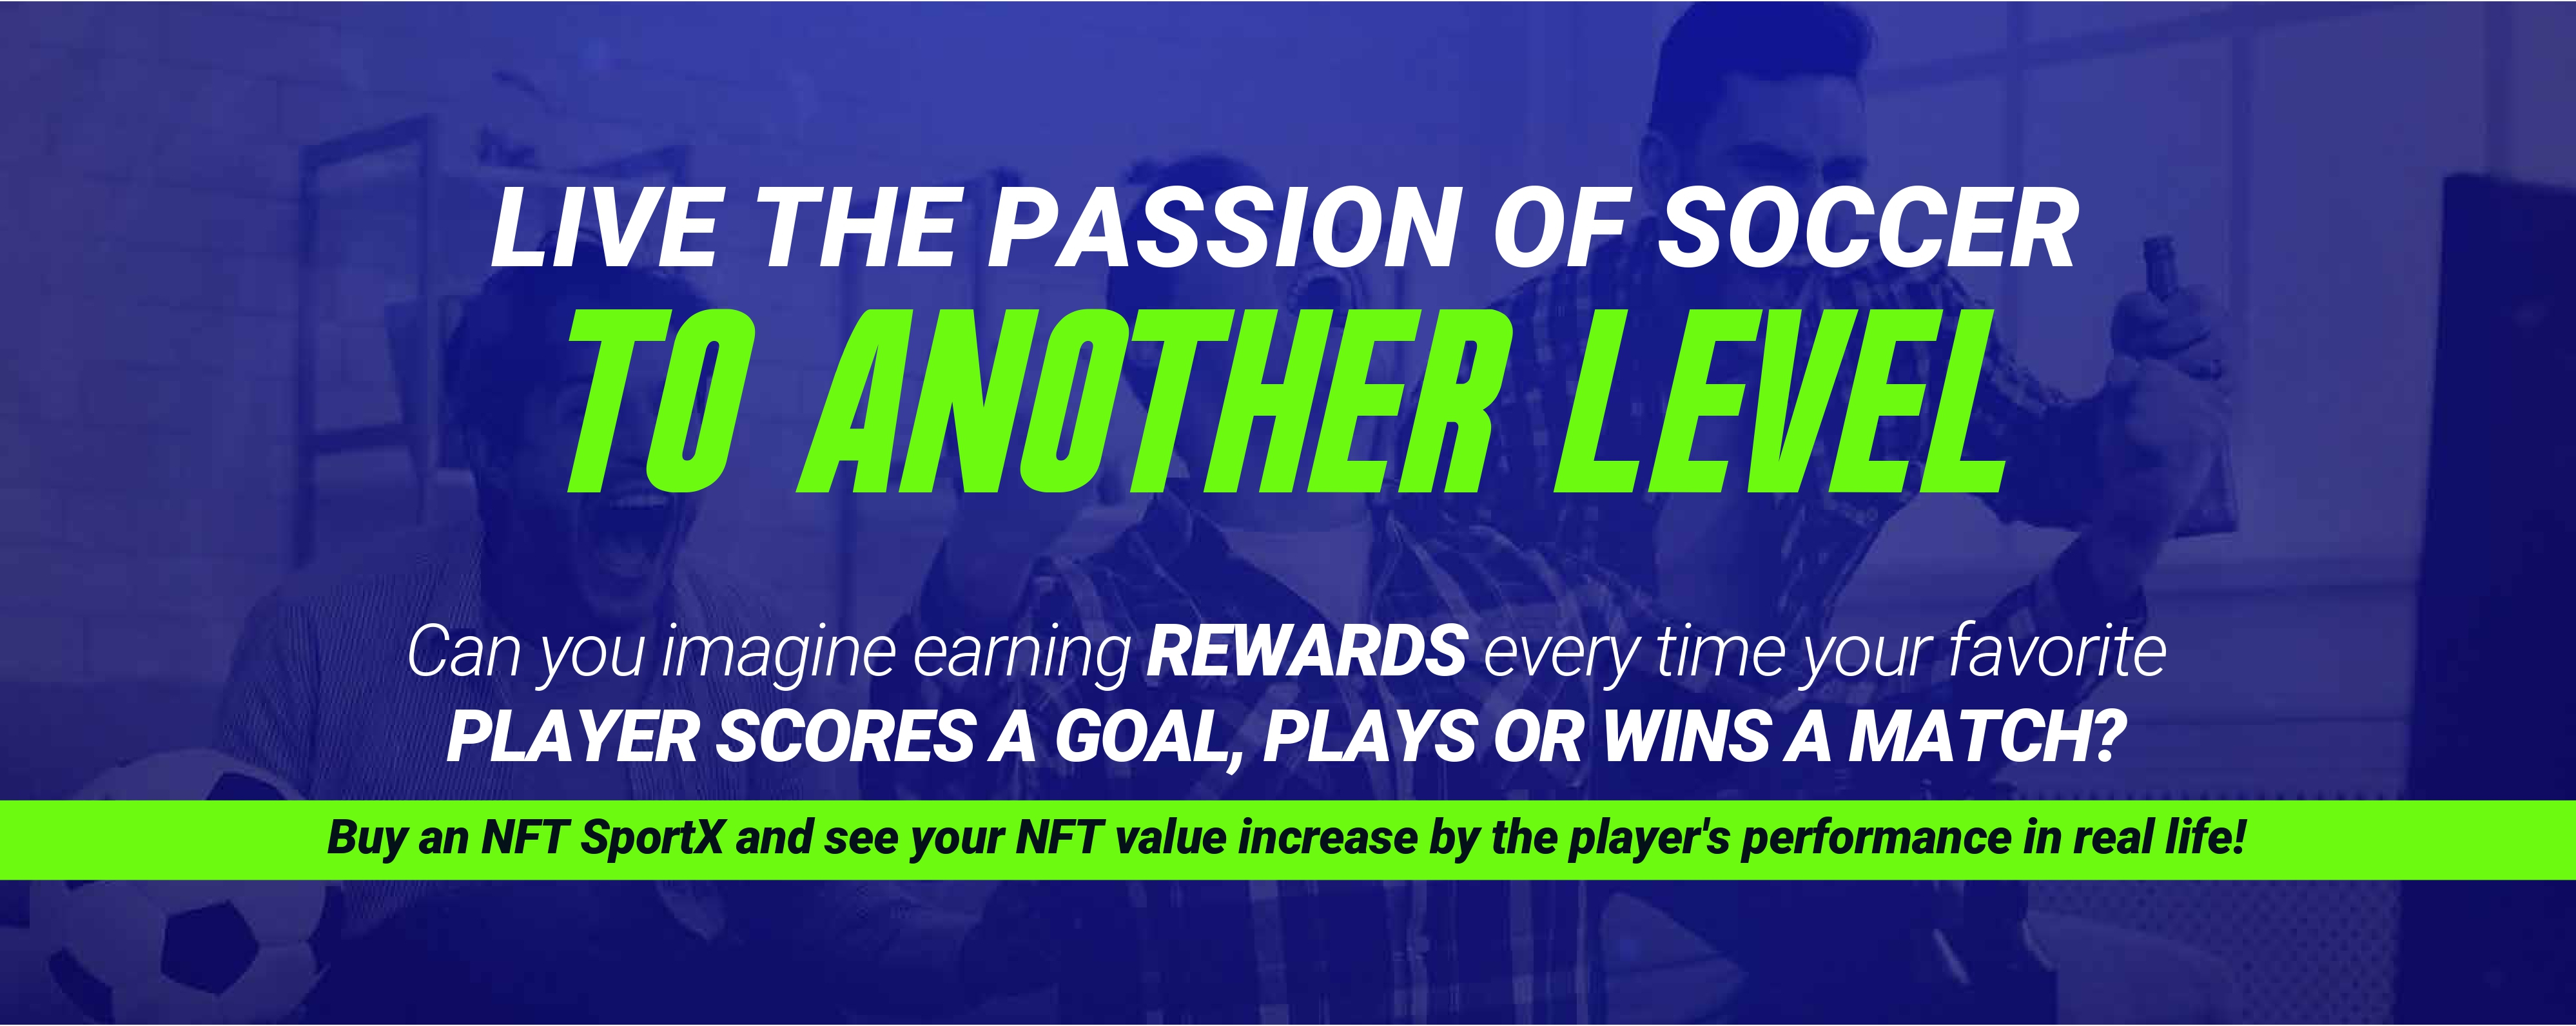 LIVE THE PASSION OF SOCCER
TO ANOTHER LEVEL
Can you imagine earning REWARDS every time your favorite
PLAYER SCORES A GOAL, PLAYS OR WINS A MATCH?
Buy an NFT SportX and see your NFT value increase by the player's performance in real life!